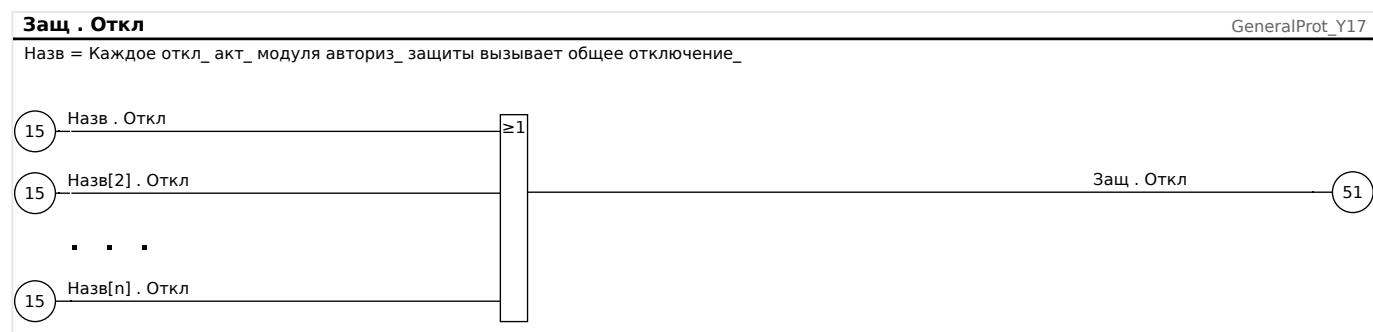 Защ . Откл
GeneralProt_Y17
Назв = Каждое откл_ акт_ модуля авториз_ защиты вызывает общее отключение_
Назв . Откл
15
≥1
Назв[2] . Откл
15
Защ . Откл
51
Назв[n] . Откл
15